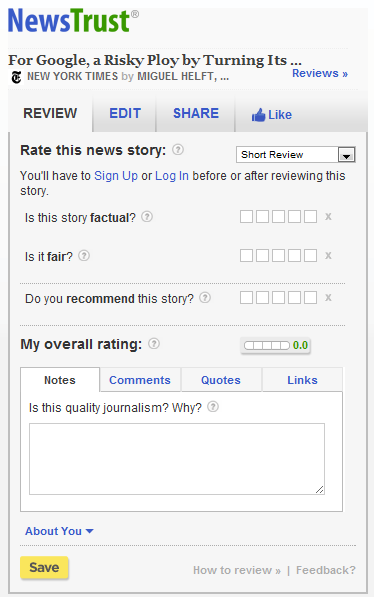 NewsTrust®
For Google, a Risky Ploy by Turning Its ...
NEW YORK TIMES by MIGUEL HELFT, ... Reviews »
REVIEW EDIT SHARE Like
Rate this news story: ? Short Review
You'll have to Sign Up or Log In before or after reviewing this
story.
Is this story factual? ? x
Is it fair? ? x
Do you recommend this story? ? x
My overall rating: ? 0.0
Notes Comments Quotes Links
Is this quality journalism? Why? ?
About You
Save How to review » | Feedback?